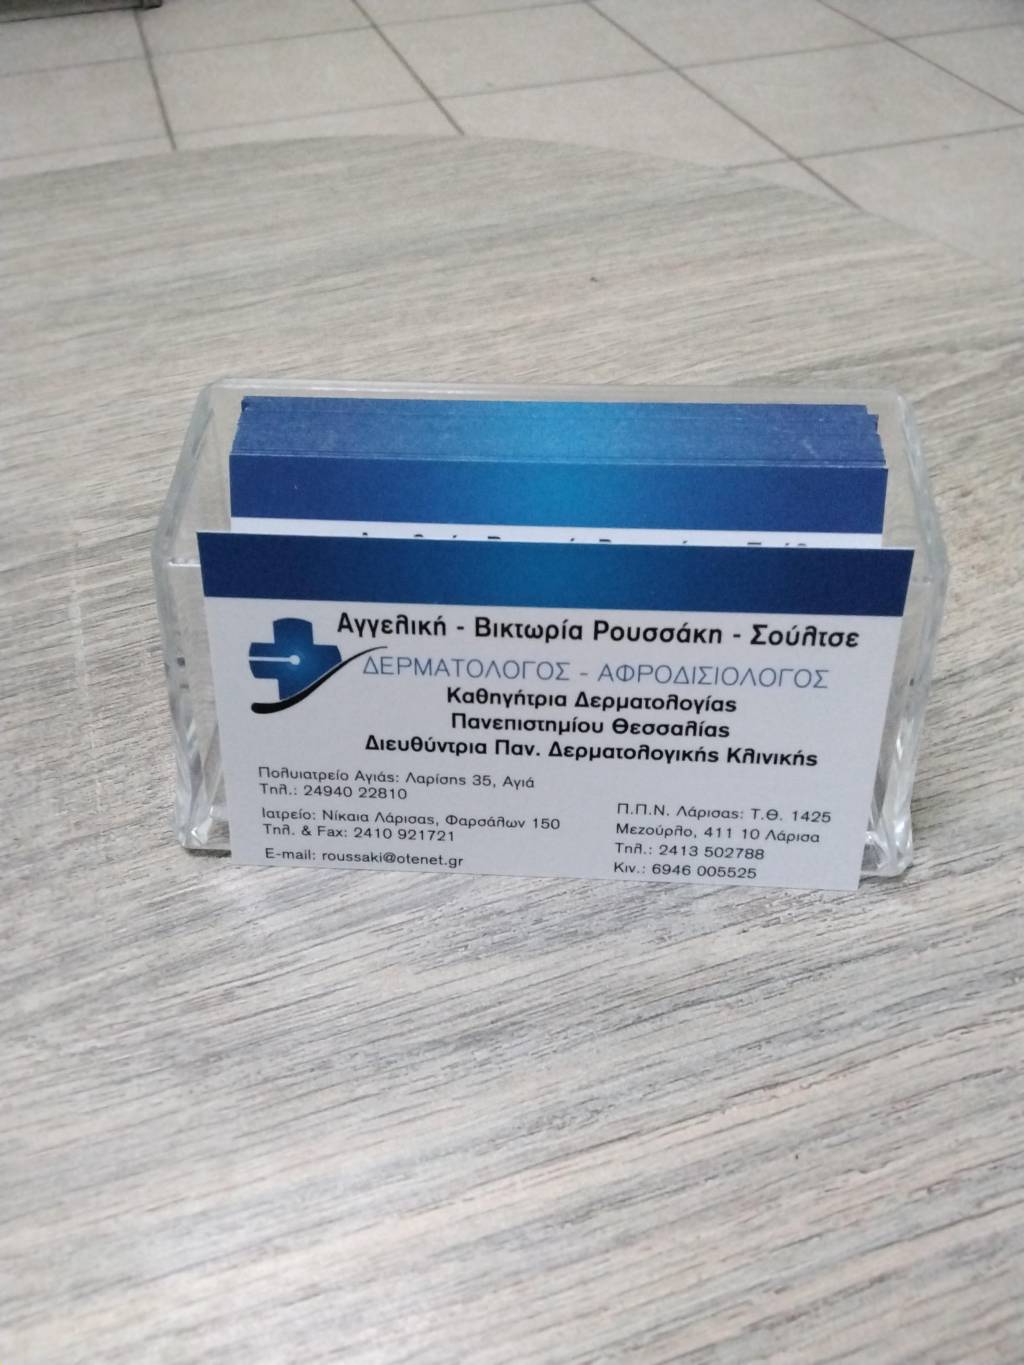 Αγγελική - Βικτωρία Ρουσσάκη - Σούλτσε
ΔΕΡΜΑΤΟΛΟΓΟΣ - ΑΦΡΟΔΙΣΙΟΛΟΓΟΣ
Καθηγήτρια Δερματολογίας
Πανεπιστημίου Θεσσαλίας
Διευθύντρια Παν. Δερματολογικής Κλινικής
Πολυιατρείο Αγιάς: Λαρίσης 35, Αγιά
Τηλ.: 24940 22810
Ιατρείο: Νίκαια Λάρισας, Φαρσάλων 150
Τηλ. & Fax: 2410 921721
E-mail: roussaki@otenet.gr
Π.Π.Ν. Λάρισας: Τ.Θ. 1425
Μεζούρλο, 411 10 Λάρισα
Τηλ.: 2413 502788
Κιν.: 6946 005525